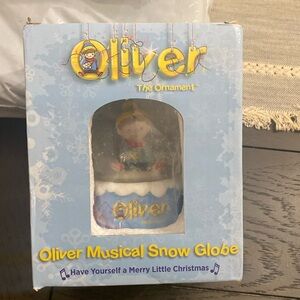 Oliver
The Ornament
Oliver
Oliver Musical Snow Globe
Have Yourself a Merry Little Christmas